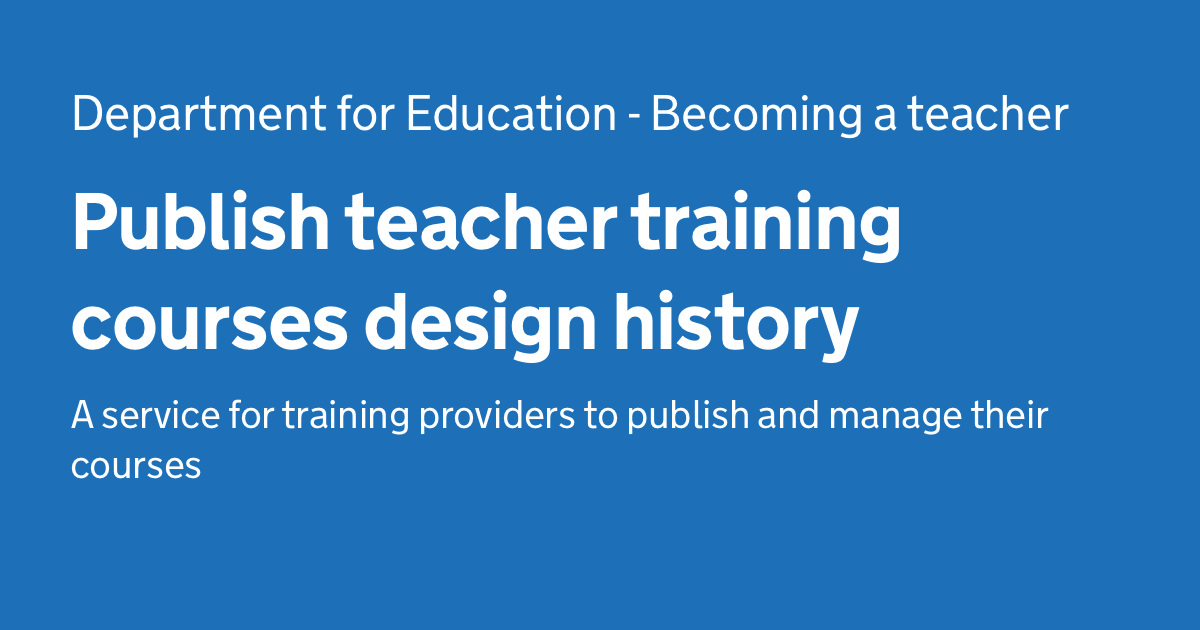 Department for Education - Becoming a teacher
Publish teacher training
courses design history
A service for training providers to publish and manage their
courses